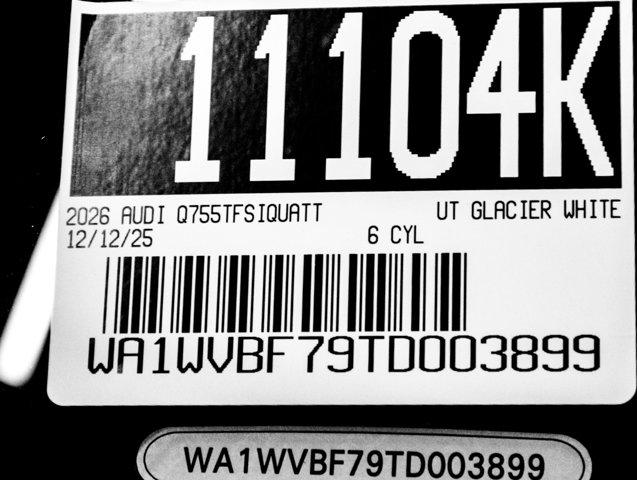 11104K
2026 AUDI Q755TFSIQUATT UT GLACIER WHITE
12/12/25 6 CYL
WA1WVBF79TD003899
WA1WVBF79TD003899